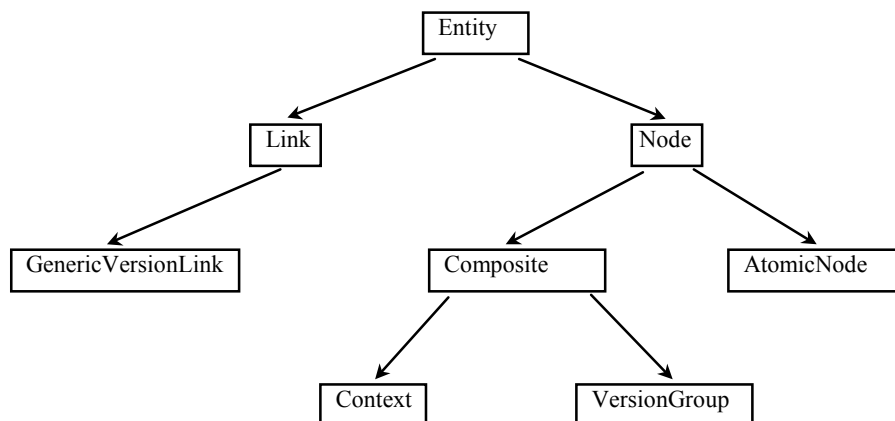 Entity
Link
Node
GenericVersionLink
Composite
AtomicNode
Context
VersionGroup